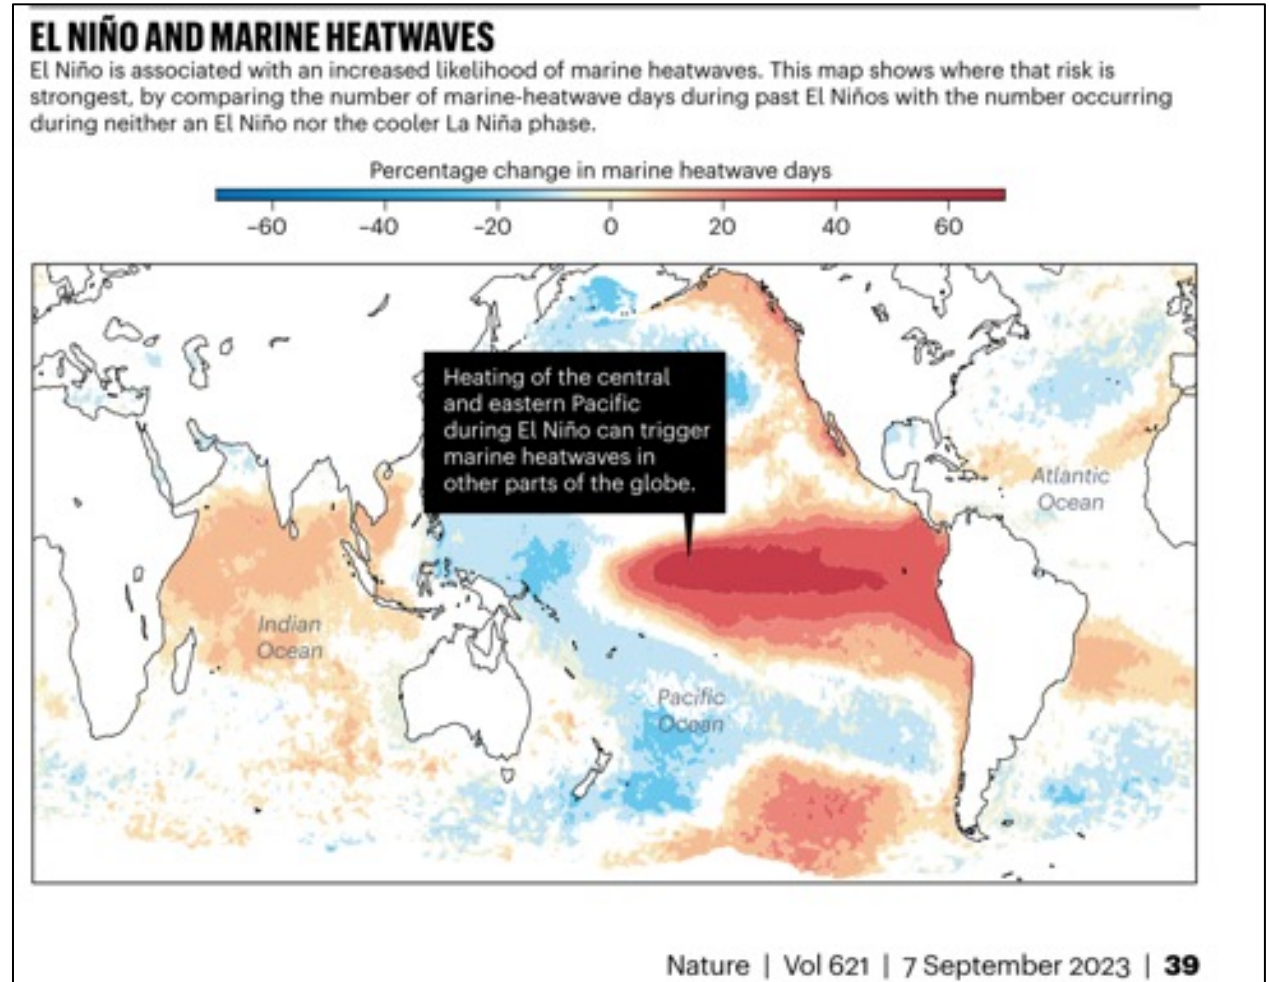 EL NIÑO AND MARINE HEATWAVES
El Niño is associated with an increased likelihood of marine heatwaves. This map shows where that risk is
strongest, by comparing the number of marine-heatwave days during past El Niños with the number occurring
during neither an El Niño nor the cooler La Niña phase.
Percentage change in marine heatwave days
–60 –40 –20 0 20 40 60
Heating of the central
and eastern Pacific
during El Niño can trigger
marine heatwaves in
other parts of the globe.
Atlantic
Ocean
Indian
Ocean
Pacific
Ocean
Nature | Vol 621 | 7 September 2023 | 39